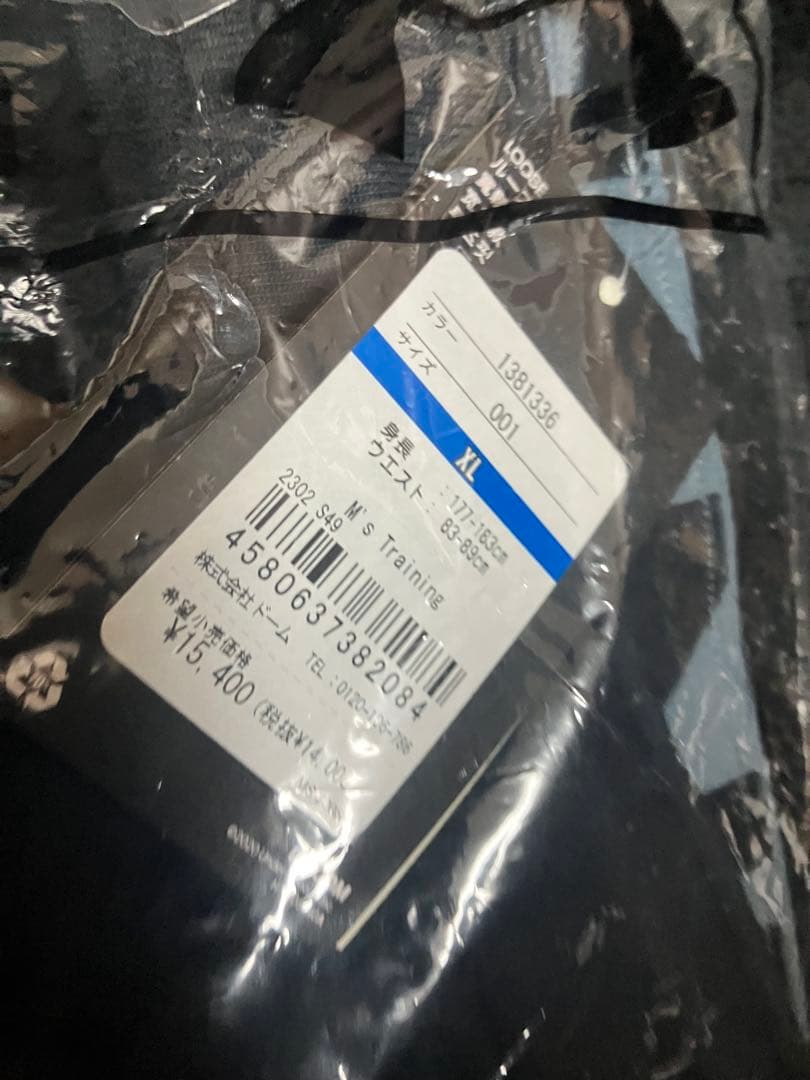 LOOSE
1381336
カラー 001
サイズ XL
身長 : 177-183cm
ウエスト : 83-89cm
M's Training
2302 S49
4580637382084
株式会社ドーム TEL:0120-136-786
希望小売価格
¥15,400 (税抜¥14,00